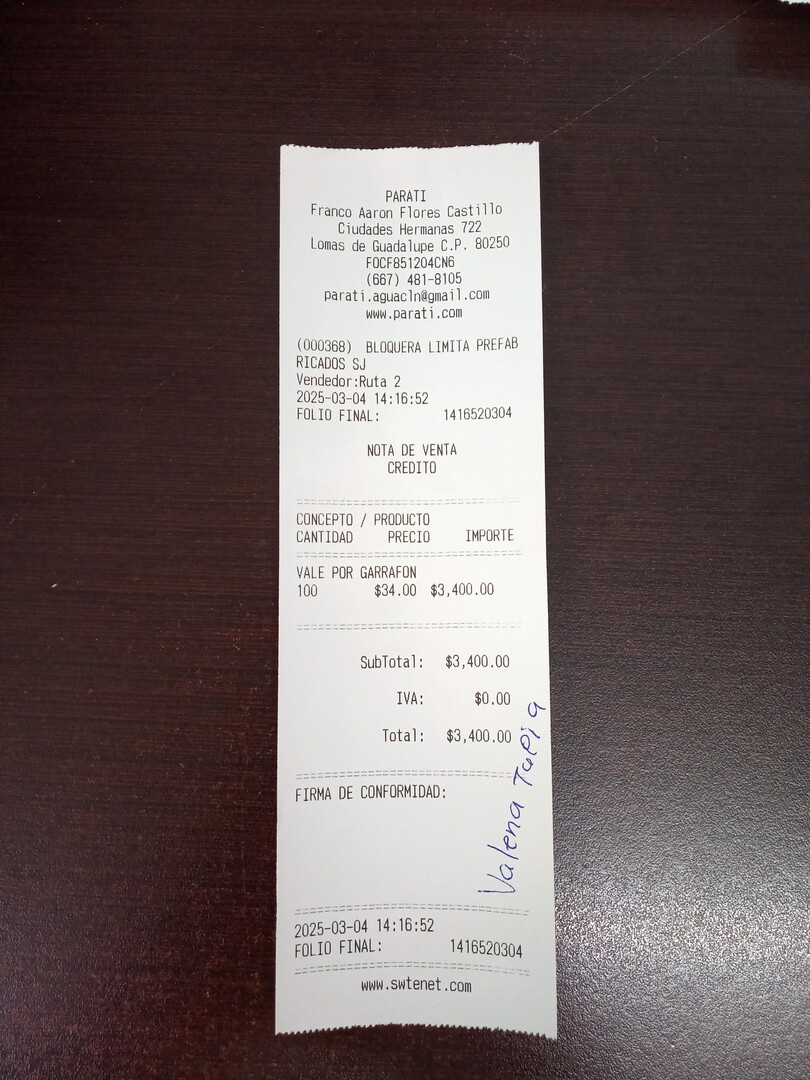 PARATI
Franco Aaron Flores Castillo
Ciudades Hermanas 722
Lomas de Guadalupe C.P. 80250
FOCF851204CN6
(667) 481-8105
parati.aguacln@gmail.com
www.parati.com
(000368) BLOQUERA LIMITA PREFAB
RICADOS SJ
Vendedor:Ruta 2
2025-03-04 14:16:52
FOLIO FINAL: 1416520304
NOTA DE VENTA
CREDITO
CONCEPTO / PRODUCTO
CANTIDAD PRECIO IMPORTE
VALE POR GARRAFON
100 $34.00 $3,400.00
SubTotal: $3,400.00
IVA: $0.00
Total: $3,400.00
FIRMA DE CONFORMIDAD:
Valena Tapia
2025-03-04 14:16:52
FOLIO FINAL: 1416520304
www.swtenet.com